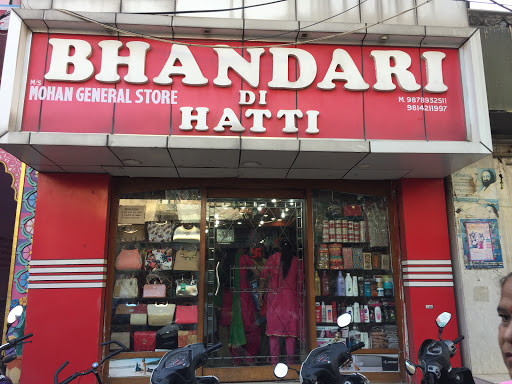 BHANDARI
DI
HATTI
M/S
MOHAN GENERAL STORE
M. 9878932511
9814211997